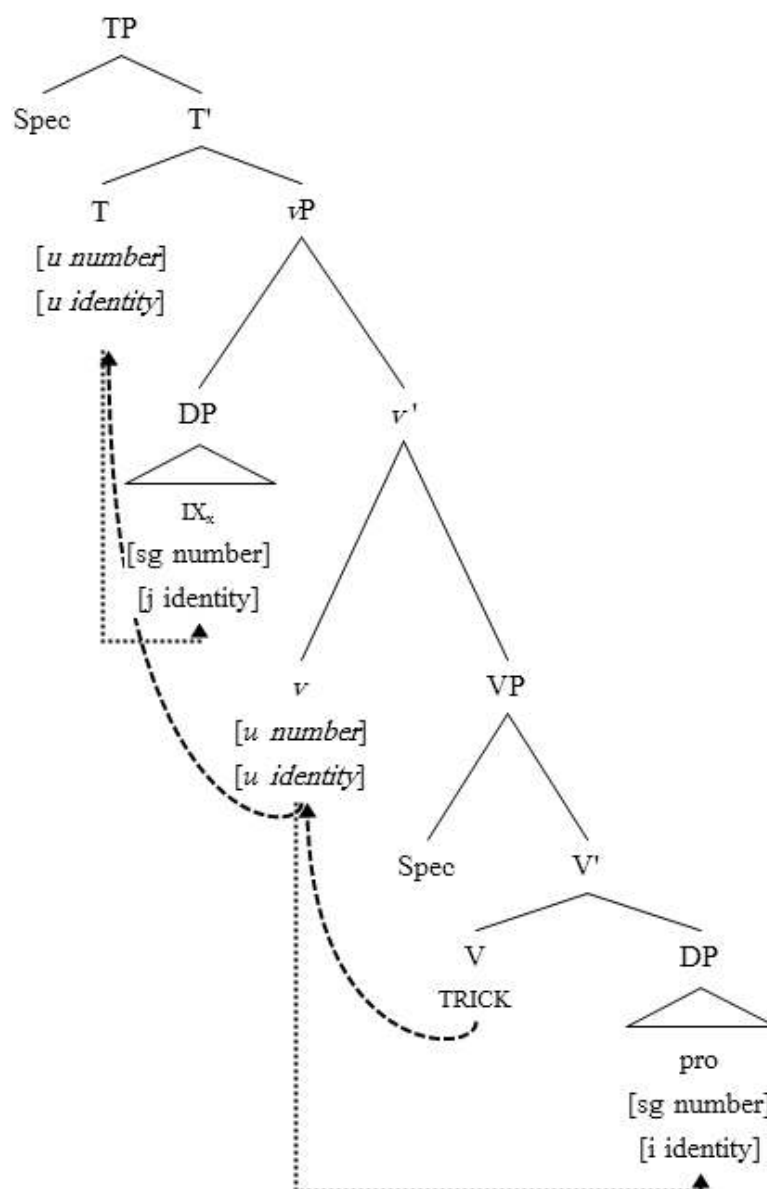 TP
Spec T'
T vP
[u number]
[u identity]
DP v'
IXx
[sg number]
[j identity]
v VP
[u number]
[u identity]
Spec V'
V DP
TRICK
pro
[sg number]
[i identity]